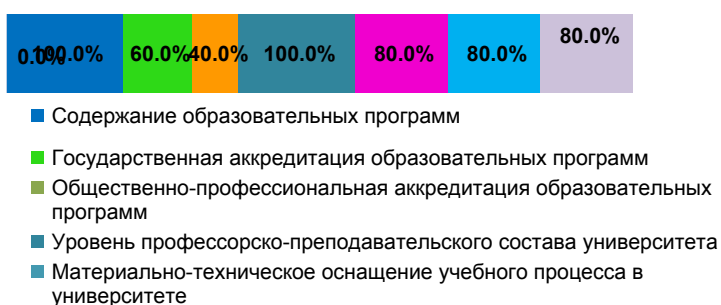 0.0%
100.0% 60.0% 40.0% 100.0% 80.0% 80.0% 80.0%
Содержание образовательных программ
Государственная аккредитация образовательных программ
Общественно-профессиональная аккредитация образовательных
программ
Уровень профессорско-преподавательского состава университета
Материально-техническое оснащение учебного процесса в
университете